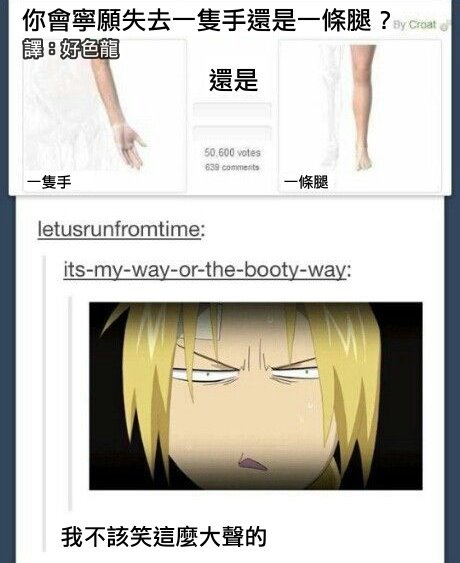 你會寧願失去一隻手還是一條腿？
By Croat
譯：好色龍
還是
50,600 votes
639 comments
一隻手
一條腿
letusrunfromtime:
its-my-way-or-the-booty-way:
我不該笑這麼大聲的